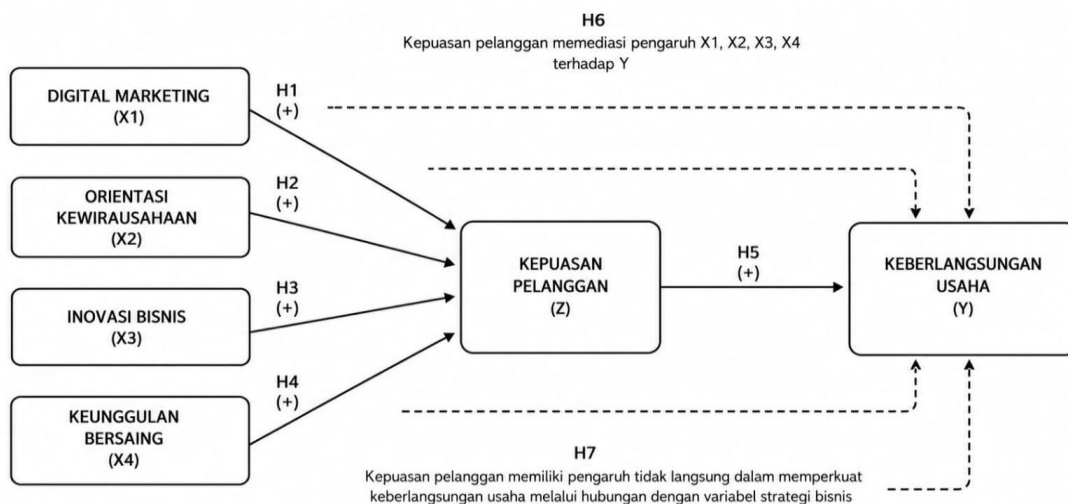 H6
Kepuasan pelanggan memediasi pengaruh X1, X2, X3, X4
terhadap Y
DIGITAL MARKETING
(X1)
H1
(+)
ORIENTASI
KEWIRAUSAHAAN
(X2)
H2
(+)
INOVASI BISNIS
(X3)
H3
(+)
KEUNGGULAN
BERSAING
(X4)
H4
(+)
KEPUASAN
PELANGGAN
(Z)
H5
(+)
KEBERLANGSUNGAN
USAHA
(Y)
H7
Kepuasan pelanggan memiliki pengaruh tidak langsung dalam memperkuat
keberlangsungan usaha melalui hubungan dengan variabel strategi bisnis